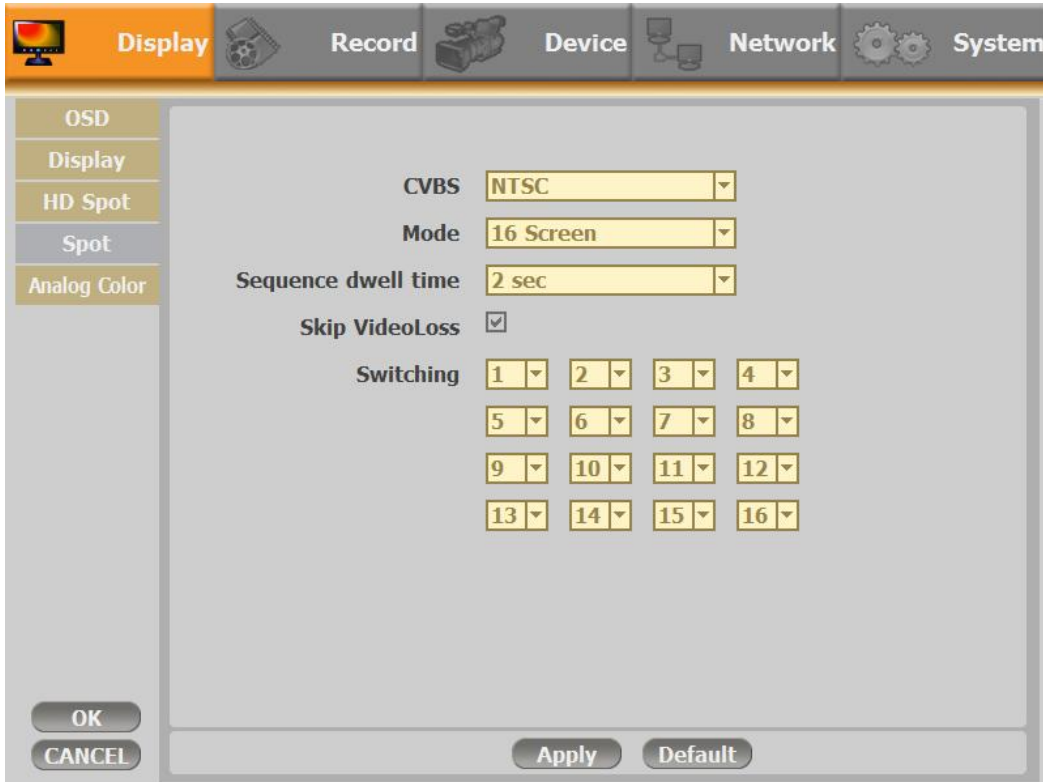 Display Record Device Network System
OSD
Display
HD Spot
Spot
Analog Color
CVBS NTSC
Mode 16 Screen
Sequence dwell time 2 sec
Skip VideoLoss
Switching 1 2 3 4
5 6 7 8
9 10 11 12
13 14 15 16
OK
CANCEL
Apply Default